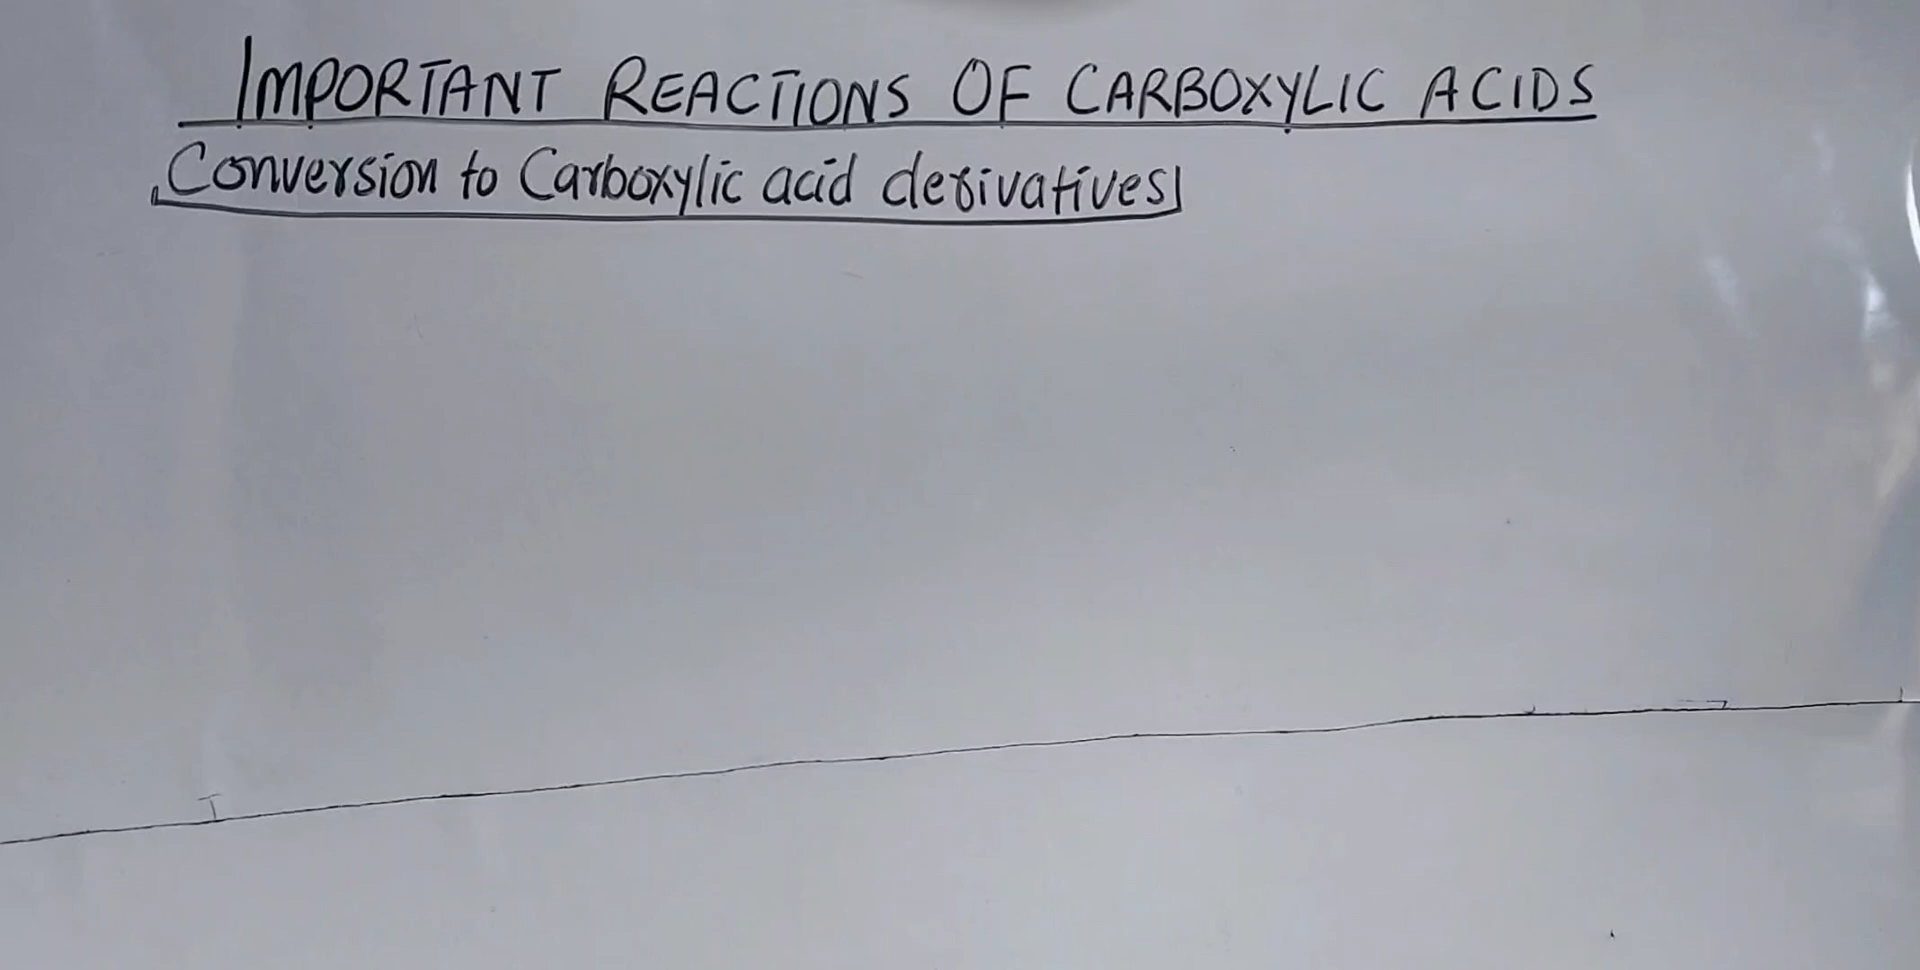 IMPORTANT REACTIONS OF CARBOXYLIC ACIDS
Conversion to Carboxylic acid derivatives